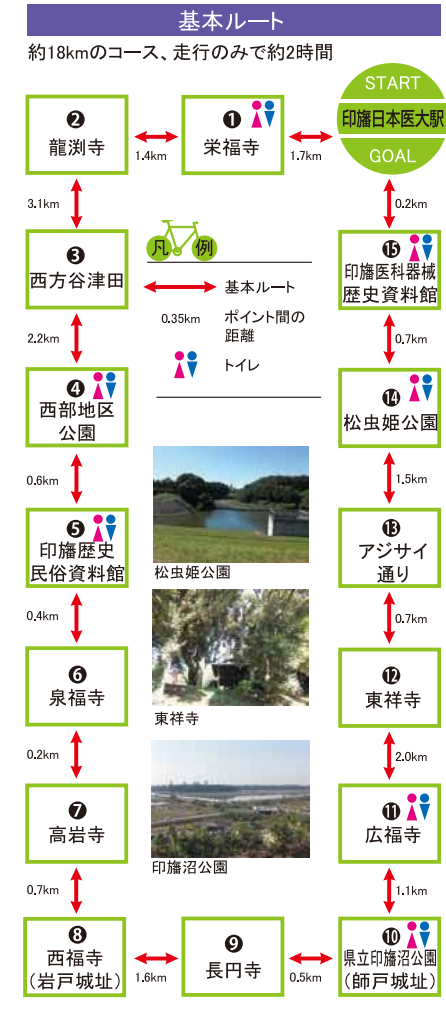 基本ルート
約18kmのコース、走行のみで約2時間
START
印旛日本医大駅
GOAL
1.7km
❶
栄福寺
1.4km
❷
龍渕寺
3.1km
❸
西方谷津田
2.2km
❹
西部地区
公園
0.6km
❺
印旛歴史
民俗資料館
0.4km
❻
泉福寺
0.2km
❼
高岩寺
0.7km
❽
西福寺
(岩戸城址)
1.6km
❾
長円寺
0.5km
❿
県立印旛沼公園
(師戸城址)
1.1km
⓫
広福寺
2.0km
⓬
東祥寺
0.7km
⓭
アジサイ
通り
1.5km
⓮
松虫姫公園
0.7km
⓯
印旛医科器械
歴史資料館
0.2km
凡例
基本ルート
0.35km
ポイント間の
距離
トイレ
松虫姫公園
東祥寺
印旛沼公園